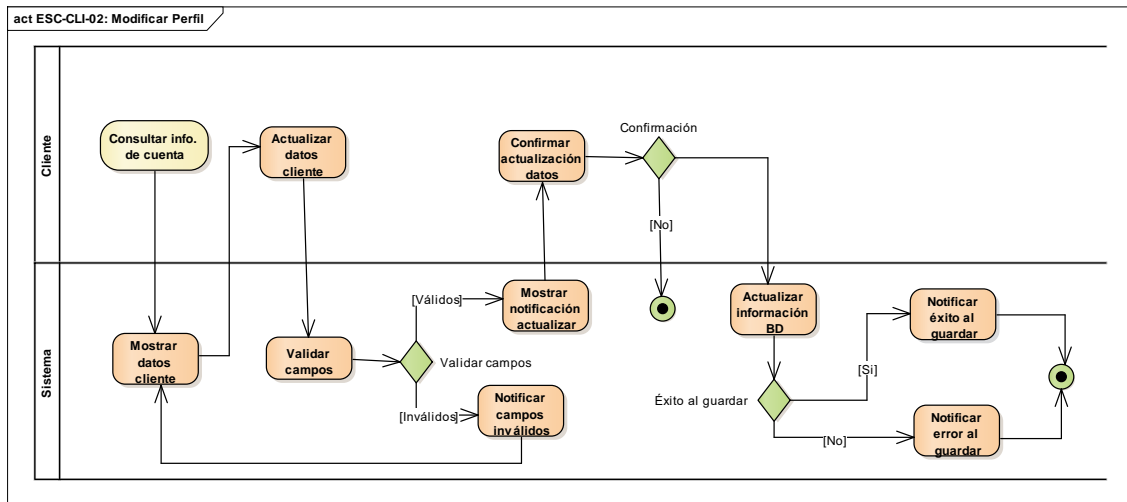 act ESC-CLI-02: Modificar Perfil
Cliente
Consultar info.
de cuenta
Actualizar
datos
cliente
Confirmar
actualización
datos
Confirmación
[No]
Sistema
Mostrar
datos
cliente
Validar
campos
[Válidos]
Validar campos
[Inválidos]
Mostrar
notificación
actualizar
Notificar
campos
inválidos
Actualizar
información
BD
Éxito al guardar
[Si]
[No]
Notificar
éxito al
guardar
Notificar
error al
guardar